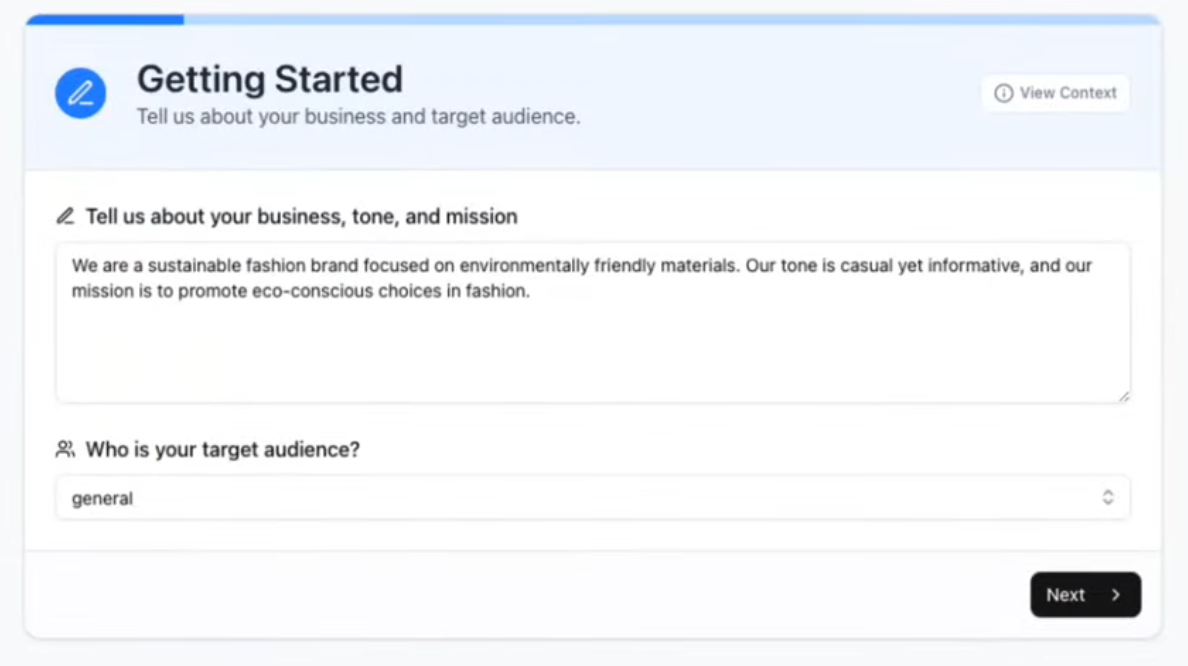 Getting Started
Tell us about your business and target audience.
View Context
Tell us about your business, tone, and mission
We are a sustainable fashion brand focused on environmentally friendly materials. Our tone is casual yet informative, and our
mission is to promote eco-conscious choices in fashion.
Who is your target audience?
general
Next